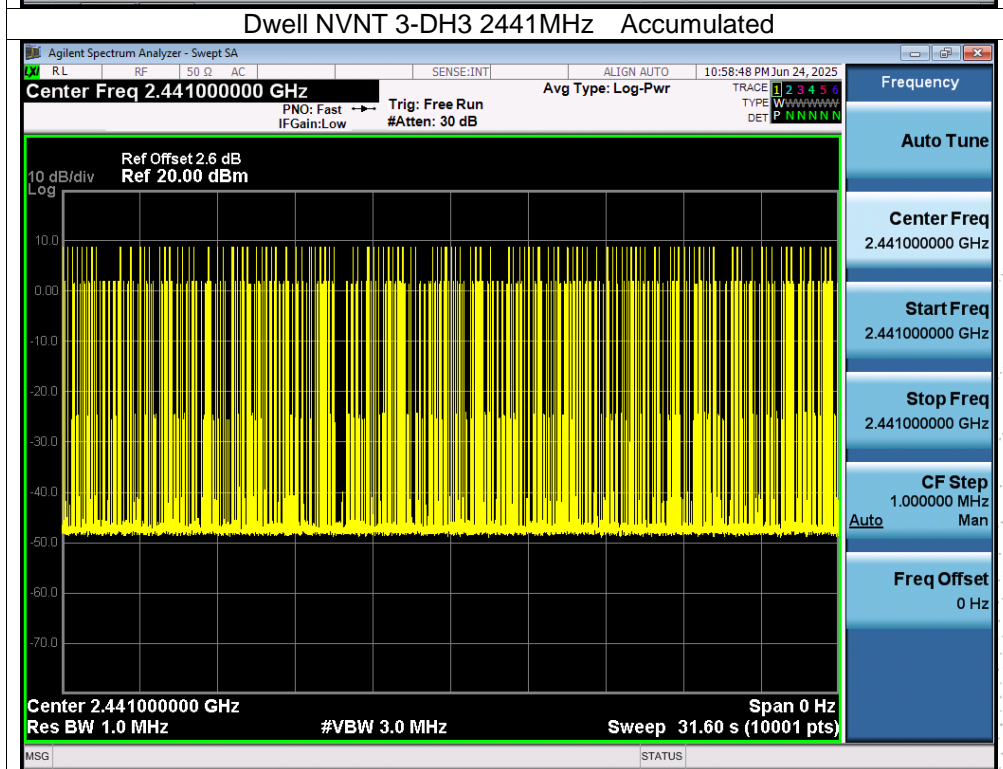 Dwell NVNT 3-DH3 2441MHz Accumulated
Agilent Spectrum Analyzer - Swept SA
LXI RL RF 50 Ω AC SENSE:INT ALIGN AUTO 10:58:48 PM Jun 24, 2025
Center Freq 2.441000000 GHz
PNO: Fast
IFGain:Low
Trig: Free Run
#Atten: 30 dB
Avg Type: Log-Pwr
TRACE 1 2 3 4 5 6
TYPE WWWWWWW
DET P N N N N N
Ref Offset 2.6 dB
10 dB/div Ref 20.00 dBm
Log
10.0
0.00
-10.0
-20.0
-30.0
-40.0
-50.0
-60.0
-70.0
Center 2.441000000 GHz Span 0 Hz
Res BW 1.0 MHz #VBW 3.0 MHz Sweep 31.60 s (10001 pts)
MSG STATUS
Frequency
Auto Tune
Center Freq
2.441000000 GHz
Start Freq
2.441000000 GHz
Stop Freq
2.441000000 GHz
CF Step
1.000000 MHz
Auto Man
Freq Offset
0 Hz